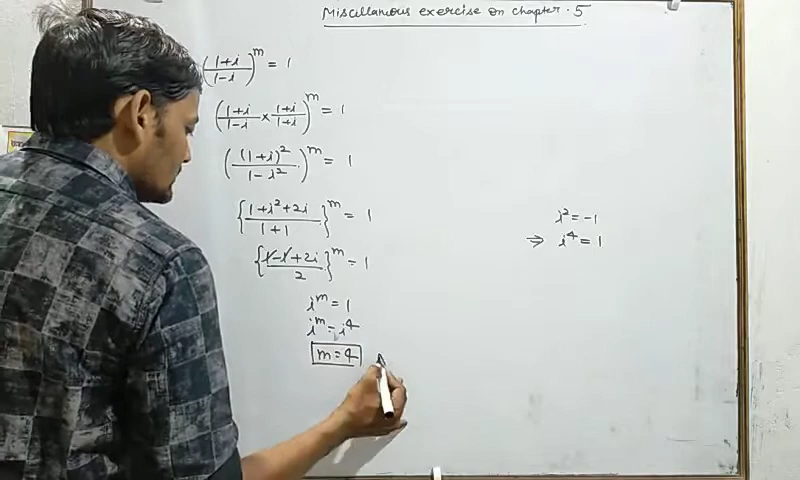 Miscillanous exercise on chapter. 5
(1+i/1-i)^m = 1
(1+i/1-i × 1+i/1+i)^m = 1
((1+i)^2/1-i^2)^m = 1
{1+i^2+2i/1+1}^m = 1
{1-1+2i/2}^m = 1
i^m = 1
i^m = i^4
m = 4
i^2 = -1
⇒ i^4 = 1